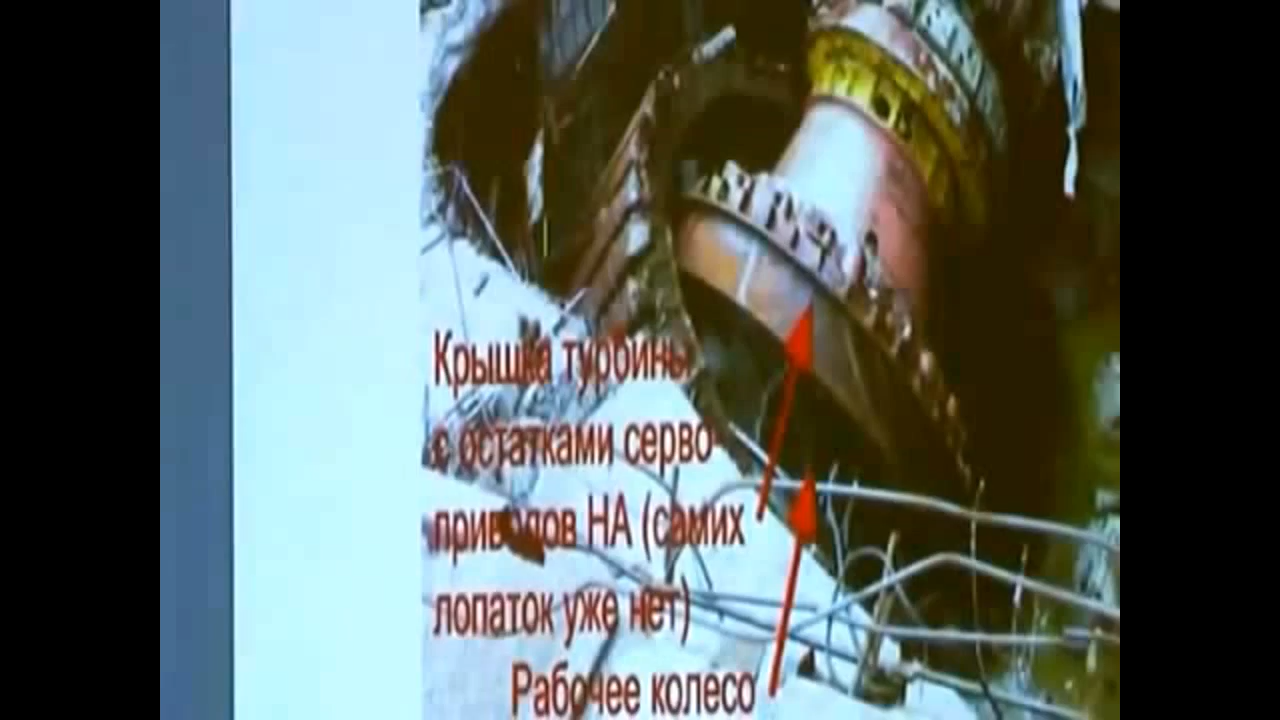 Крышка турбины
с остатками серво-
приводов НА (самих
лопаток уже нет)
Рабочее колесо